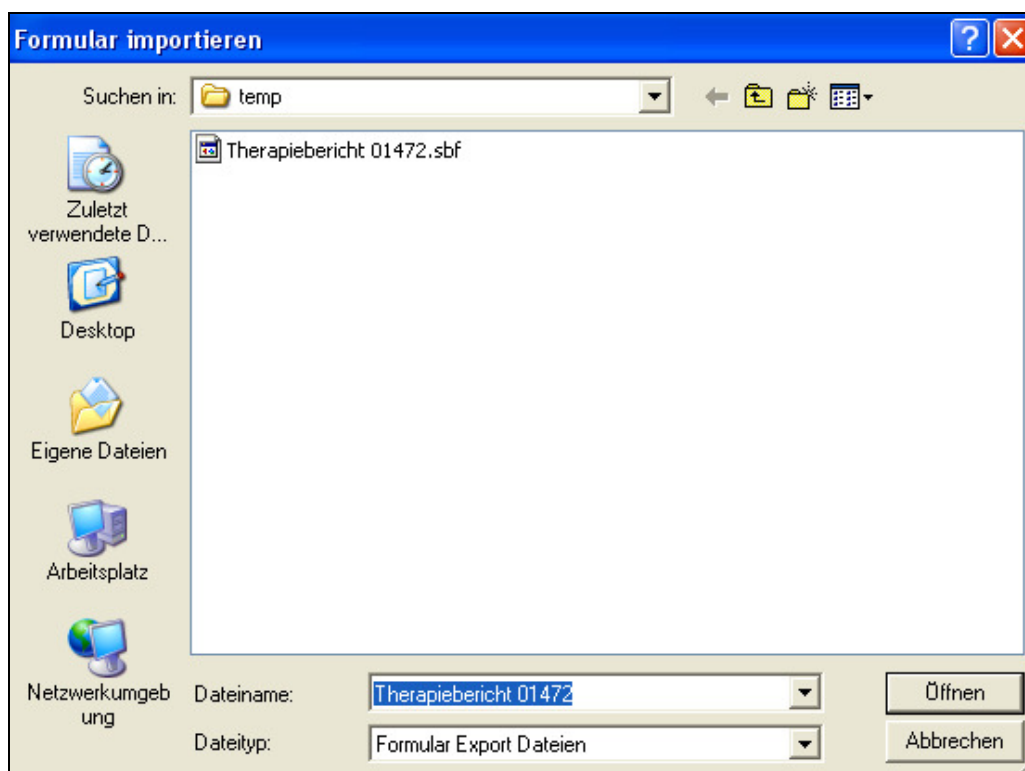 Formular importieren
Suchen in:
temp
Therapiebericht 01472.sbf
Zuletzt
verwendete D...
Desktop
Eigene Dateien
Arbeitsplatz
Netzwerkumgeb
ung
Dateiname:
Therapiebericht 01472
Öffnen
Dateityp:
Formular Export Dateien
Abbrechen